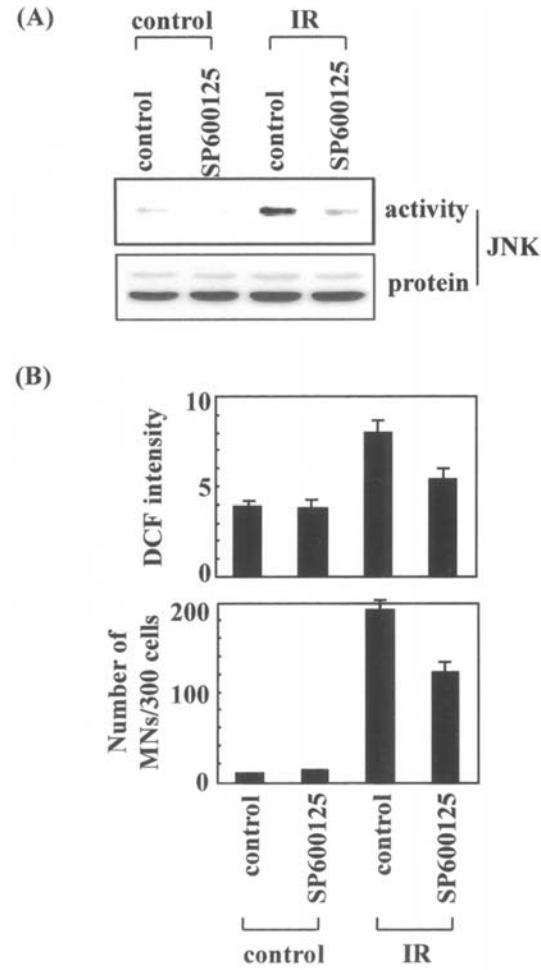 (A)
control IR
control SP600125 control SP600125
activity
JNK
protein
(B)
10
DCF intensity
5
0
200
Number of
MNs/300 cells
100
0
control SP600125 control SP600125
control IR